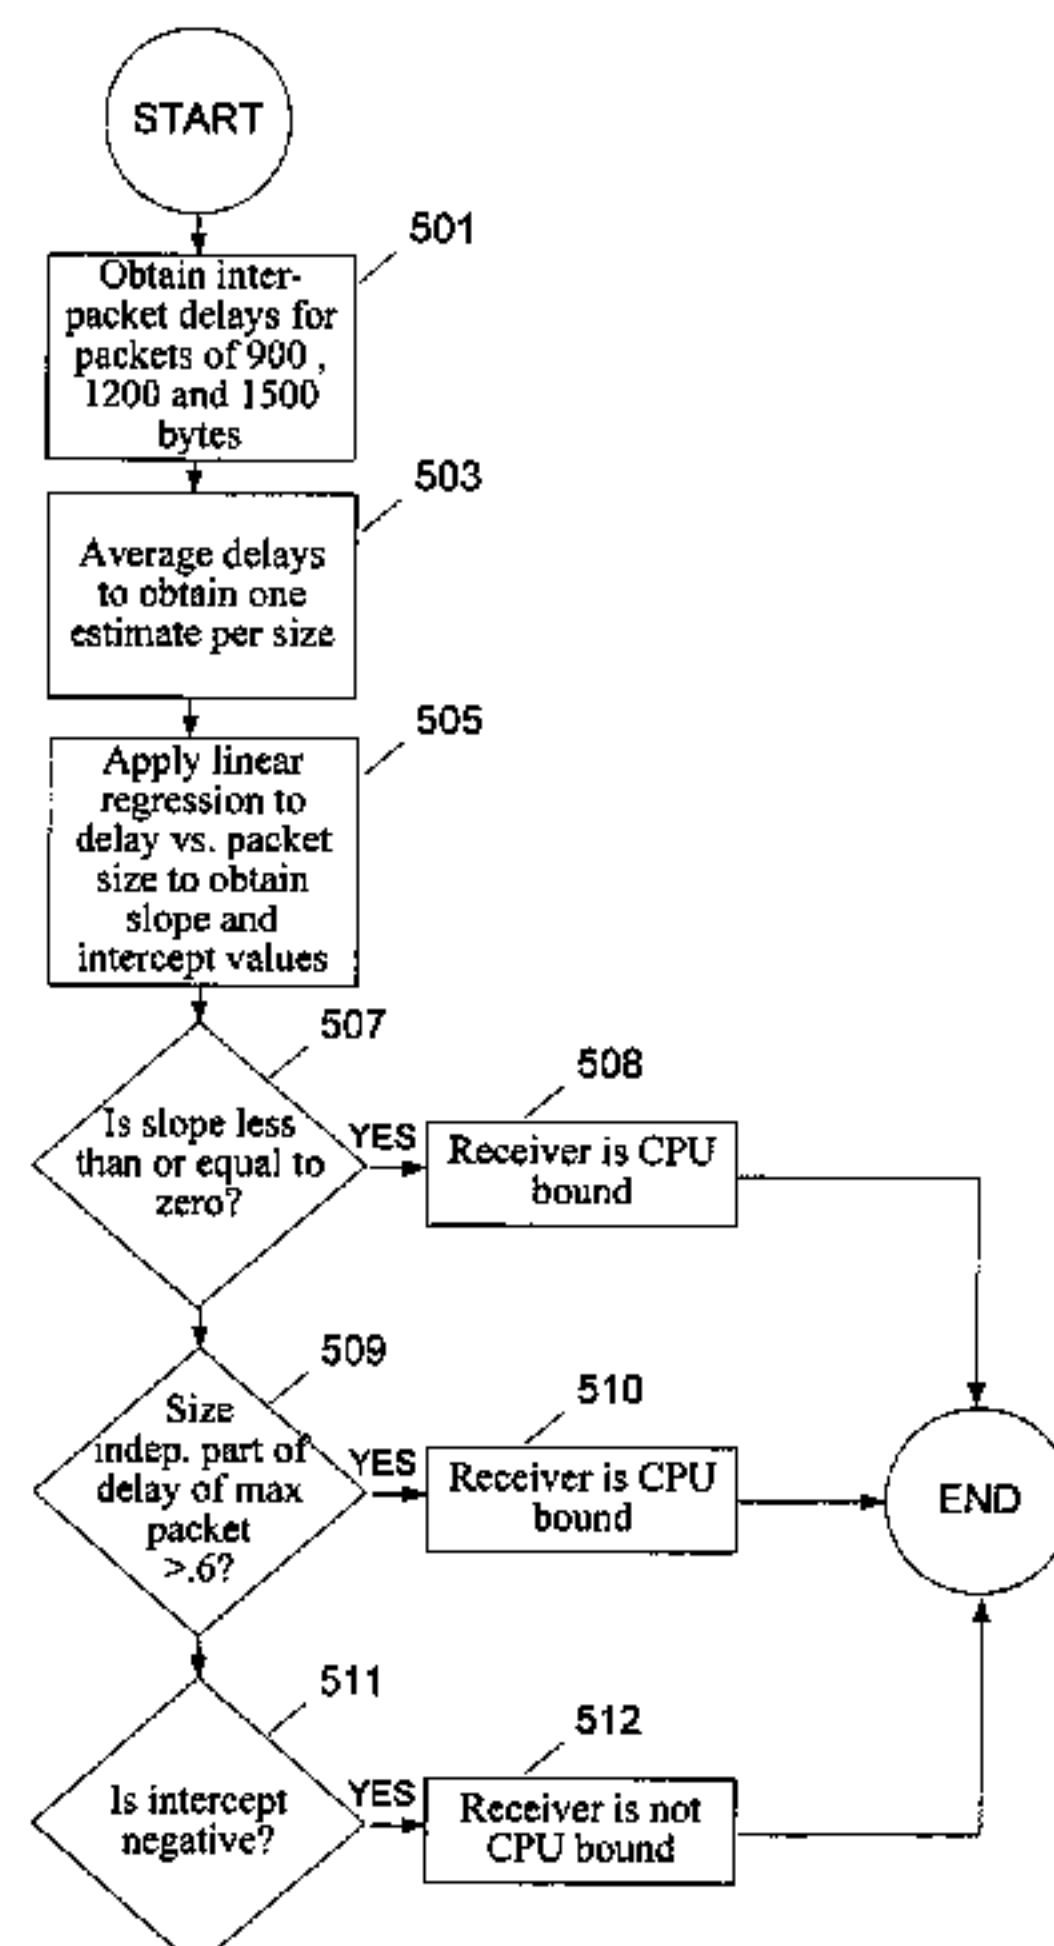 START
501
Obtain inter-
packet delays for
packets of 900 ,
1200 and 1500
bytes
503
Average delays
to obtain one
estimate per size
505
Apply linear
regression to
delay vs. packet
size to obtain
slope and
intercept values
507
Is slope less
than or equal to
zero?
YES
508
Receiver is CPU
bound
509
Size
indep. part of
delay of max
packet
>.6?
YES
510
Receiver is CPU
bound
END
511
Is intercept
negative?
YES
512
Receiver is not
CPU bound